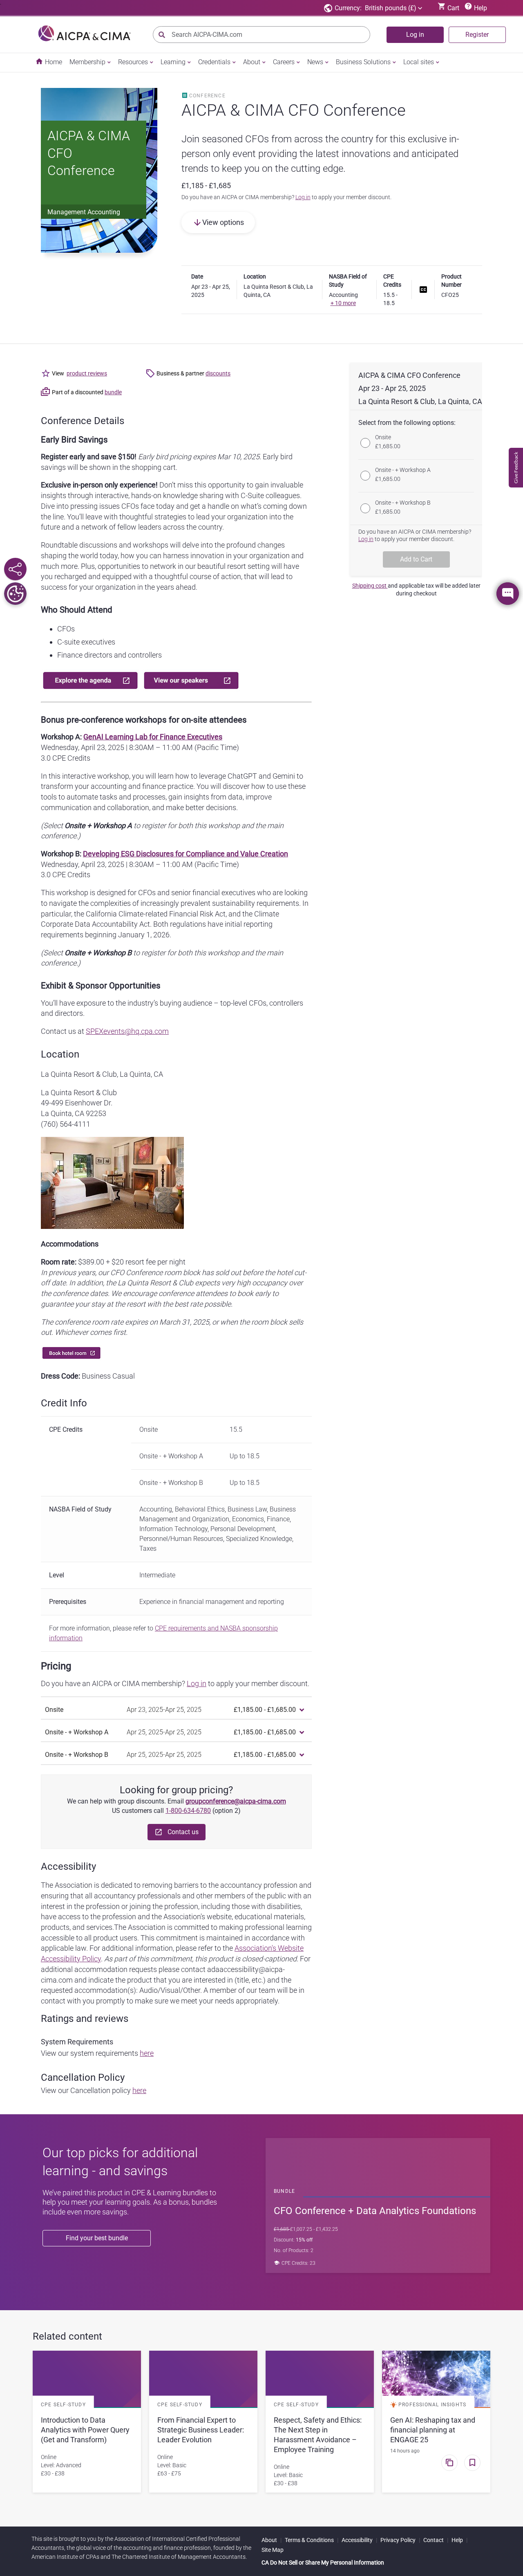 Currency: British pounds (£)
Cart
Help
AICPA & CIMA
Search AICPA-CIMA.com
Log in
Register
Home
Membership
Resources
Learning
Credentials
About
Careers
News
Business Solutions
Local sites
AICPA & CIMA
CFO
Conference
Management Accounting
CONFERENCE
AICPA & CIMA CFO Conference
Join seasoned CFOs from across the country for this exclusive in-
person only event providing the latest innovations and anticipated
trends to keep you on the cutting edge.
£1,185 - £1,685
Do you have an AICPA or CIMA membership? Log in to apply your member discount.
View options
Date
Apr 23 - Apr 25,
2025
Location
La Quinta Resort & Club, La
Quinta, CA
NASBA Field of
Study
Accounting
+ 10 more
CPE
Credits
15.5 -
18.5
CC
Product
Number
CFO25
View product reviews
Business & partner discounts
Part of a discounted bundle
Conference Details
Early Bird Savings
Register early and save $150! Early bird pricing expires Mar 10, 2025. Early bird
savings will be shown in the shopping cart.
Exclusive in-person only experience! Don't miss this opportunity to gain fresh
insights, knowledge through interactive, hands-on sharing with C-Suite colleagues.
Dive into pressing issues CFOs face today and get a head start on what's coming up
next. You'll leave with thoughtful strategies to lead your organization into the
future and a network of fellow industry leaders across the country.
Roundtable discussions and workshops will delve into the profound changes
shaping the world today, how you can harness innovation to inform your response
and how to plan for even more profound shifts on the horizon. This event will have
you recharged and equipped with a refreshed suite of actions that will, instead, lead to
success for your organization in the years ahead.
Who Should Attend
CFOs
C-suite executives
Finance directors and controllers
Explore the agenda
View our speakers
Bonus pre-conference workshops for on-site attendees
Workshop A: GenAI Learning Lab for Finance Executives
Wednesday, April 23, 2025 | 8:30AM – 11:00 AM (Pacific Time)
3.0 CPE Credits
In this interactive workshop, you will learn how to leverage ChatGPT and Gemini to
transform your accounting and finance practice. You will discover how to use these
tools to automate tasks and processes, gain insights from data, improve
communication and collaboration, and make better decisions.
(Select Onsite + Workshop A to register for both this workshop and the main
conference.)
Workshop B: Developing ESG Disclosures for Compliance and Value Creation
Wednesday, April 23, 2025 | 8:30AM – 11:00 AM (Pacific Time)
3.0 CPE Credits
This workshop is designed for CFOs and senior financial executives who are looking
to navigate the complexities of increasingly prevalent sustainability requirements. In
particular, the California Climate-related Financial Risk Act, and the Climate
Corporate Data Accountability Act. Both regulations have initial reporting
requirements beginning January 1, 2026.
(Select Onsite + Workshop B to register for both this workshop and the main
conference.)
Exhibit & Sponsor Opportunities
You'll have exposure to the industry's buying audience – top-level CFOs, controllers
and directors.
Contact us at SPEXevents@hq.cpa.com
Location
La Quinta Resort & Club, La Quinta, CA
La Quinta Resort & Club
49-499 Eisenhower Dr.
La Quinta, CA 92253
(760) 564-4111
Accommodations
Room rate: $389.00 + $20 resort fee per night
In previous years, our CFO Conference room block has sold out before the hotel cut-
off date. In addition, the La Quinta Resort & Club expects very high occupancy over
the conference dates. We encourage conference attendees to book early to
guarantee your stay at the resort with the best rate possible.
The conference room rate expires on March 31, 2025, or when the room block sells
out. Whichever comes first.
Book hotel room
Dress Code: Business Casual
Credit Info
CPE Credits
Onsite
15.5
Onsite - + Workshop A
Up to 18.5
Onsite - + Workshop B
Up to 18.5
NASBA Field of Study
Accounting, Behavioral Ethics, Business Law, Business
Management and Organization, Economics, Finance,
Information Technology, Personal Development,
Personnel/Human Resources, Specialized Knowledge,
Taxes
Level
Intermediate
Prerequisites
Experience in financial management and reporting
For more information, please refer to CPE requirements and NASBA sponsorship
information
Pricing
Do you have an AICPA or CIMA membership? Log in to apply your member discount.
Onsite
Apr 23, 2025-Apr 25, 2025
£1,185.00 - £1,685.00
Onsite - + Workshop A
Apr 25, 2025-Apr 25, 2025
£1,185.00 - £1,685.00
Onsite - + Workshop B
Apr 25, 2025-Apr 25, 2025
£1,185.00 - £1,685.00
Looking for group pricing?
We can help with group discounts. Email groupconference@aicpa-cima.com
US customers call 1-800-634-6780 (option 2)
Contact us
Accessibility
The Association is dedicated to removing barriers to the accountancy profession and
ensuring that all accountancy professionals and other members of the public with an
interest in the profession or joining the profession, including those with disabilities,
have access to the profession and the Association's website, educational materials,
products, and services.The Association is committed to making professional learning
accessible to all product users. This commitment is maintained in accordance with
applicable law. For additional information, please refer to the Association's Website
Accessibility Policy. As part of this commitment, this product is closed-captioned. For
additional accommodation requests please contact adaaccessibility@aicpa-
cima.com and indicate the product that you are interested in (title, etc.) and the
requested accommodation(s): Audio/Visual/Other. A member of our team will be in
contact with you promptly to make sure we meet your needs appropriately.
Ratings and reviews
System Requirements
View our system requirements here
Cancellation Policy
View our Cancellation policy here
AICPA & CIMA CFO Conference
Apr 23 - Apr 25, 2025
La Quinta Resort & Club, La Quinta, CA
Select from the following options:
Onsite
£1,685.00
Onsite - + Workshop A
£1,685.00
Onsite - + Workshop B
£1,685.00
Do you have an AICPA or CIMA membership?
Log in to apply your member discount.
Add to Cart
Shipping cost and applicable tax will be added later
during checkout
Give Feedback
Our top picks for additional
learning - and savings
We've paired this product in CPE & Learning bundles to
help you meet your learning goals. As a bonus, bundles
include even more savings.
Find your best bundle
BUNDLE
CFO Conference + Data Analytics Foundations
£1,685 £1,007.25 - £1,432.25
Discount: 15% off
No. of Products: 2
CPE Credits: 23
Related content
CPE SELF-STUDY
Introduction to Data
Analytics with Power Query
(Get and Transform)
Online
Level: Advanced
£30 - £38
CPE SELF-STUDY
From Financial Expert to
Strategic Business Leader:
Leader Evolution
Online
Level: Basic
£63 - £75
CPE SELF-STUDY
Respect, Safety and Ethics:
The Next Step in
Harassment Avoidance –
Employee Training
Online
Level: Basic
£30 - £38
PROFESSIONAL INSIGHTS
Gen AI: Reshaping tax and
financial planning at
ENGAGE 25
14 hours ago
This site is brought to you by the Association of International Certified Professional
Accountants, the global voice of the accounting and finance profession, founded by the
American Institute of CPAs and The Chartered Institute of Management Accountants.
About
Terms & Conditions
Accessibility
Privacy Policy
Contact
Help
Site Map
CA Do Not Sell or Share My Personal Information